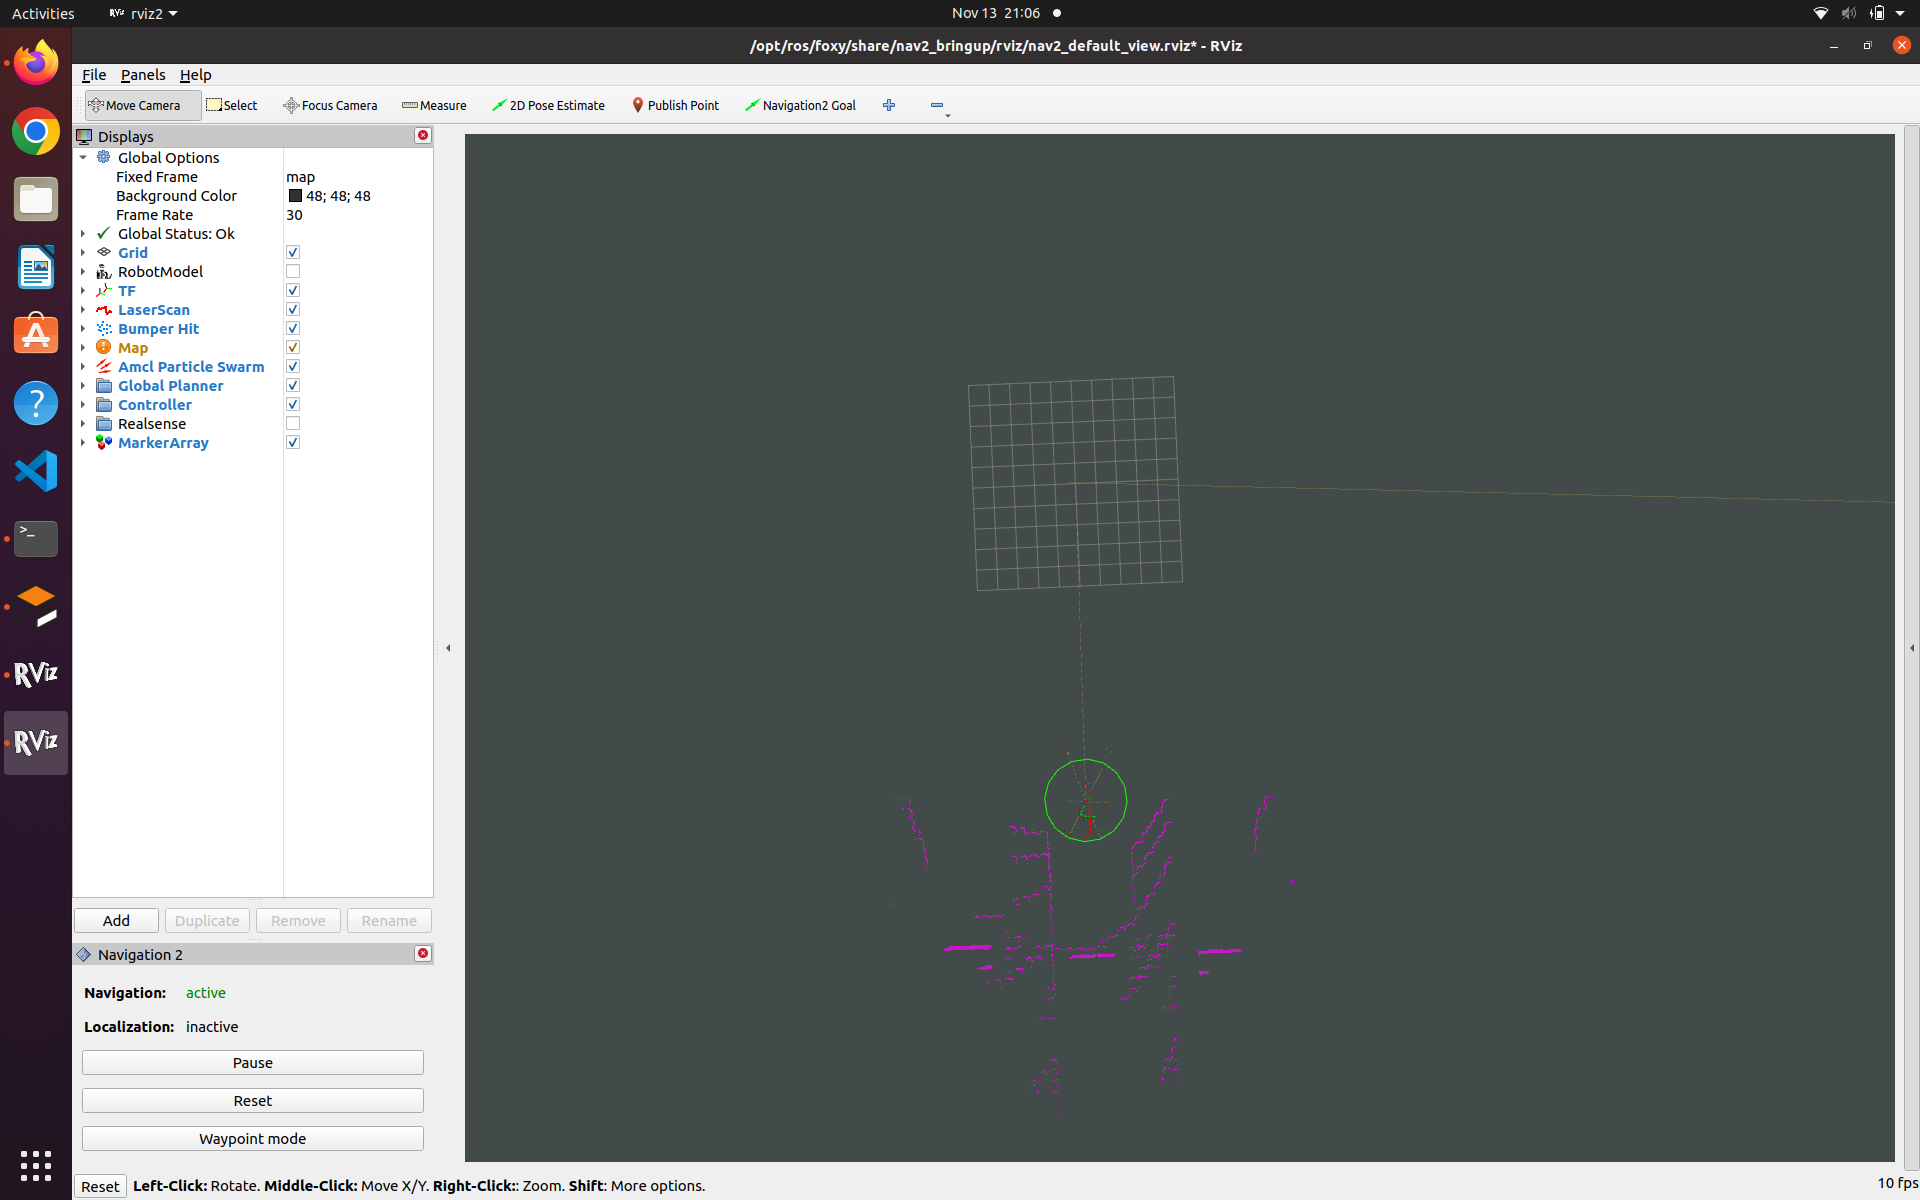 Activities rviz2 Nov 13 21:06
/opt/ros/foxy/share/nav2_bringup/rviz/nav2_default_view.rviz* - RViz
File Panels Help
Move Camera Select Focus Camera Measure 2D Pose Estimate Publish Point Navigation2 Goal
Displays
Global Options
Fixed Frame map
Background Color 48; 48; 48
Frame Rate 30
Global Status: Ok
Grid
RobotModel
TF
LaserScan
Bumper Hit
Map
Amcl Particle Swarm
Global Planner
Controller
Realsense
MarkerArray
Add Duplicate Remove Rename
Navigation 2
Navigation: active
Localization: inactive
Pause
Reset
Waypoint mode
RViz
RViz
Reset Left-Click: Rotate. Middle-Click: Move X/Y. Right-Click:: Zoom. Shift: More options. 10 fps